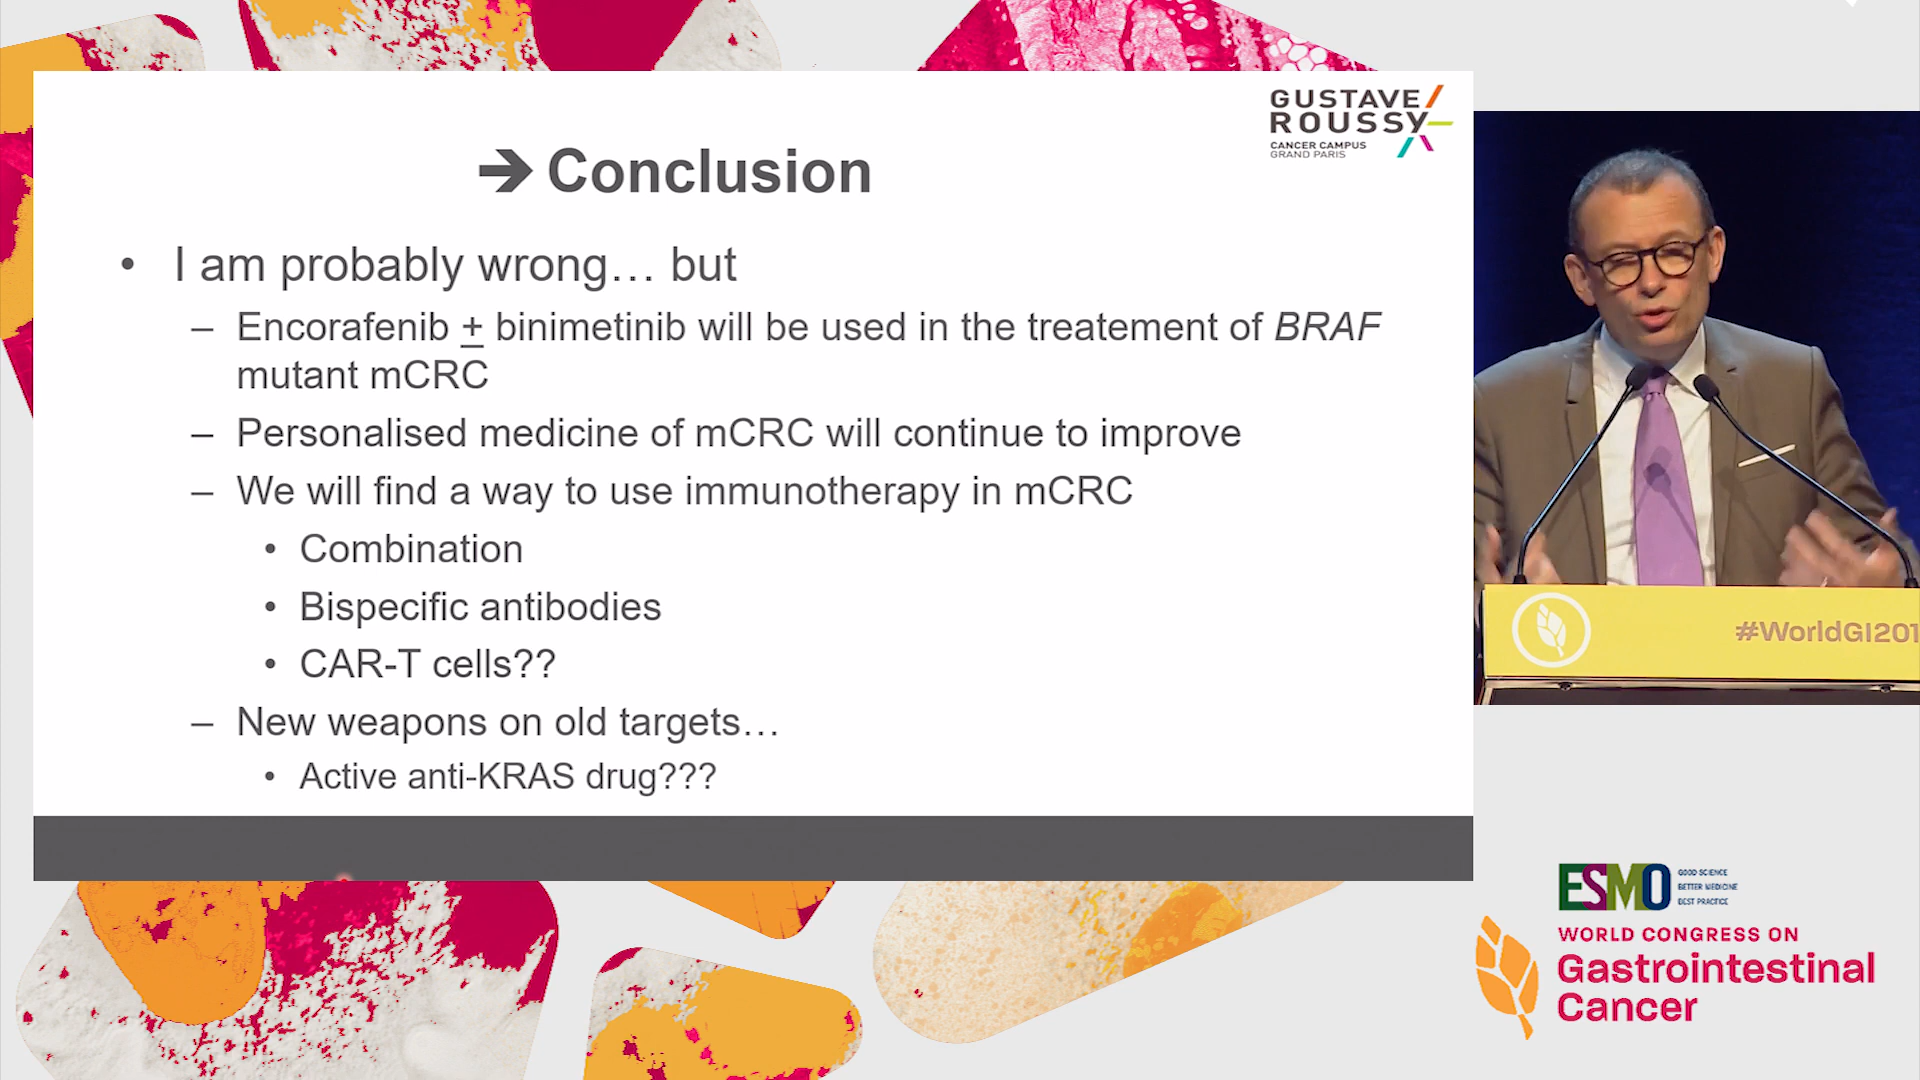 GUSTAVE
ROUSSY
CANCER CAMPUS
GRAND PARIS
➔ Conclusion
• I am probably wrong… but
– Encorafenib ± binimetinib will be used in the treatement of BRAF
mutant mCRC
– Personalised medicine of mCRC will continue to improve
– We will find a way to use immunotherapy in mCRC
• Combination
• Bispecific antibodies
• CAR-T cells??
– New weapons on old targets…
• Active anti-KRAS drug???
#WorldGI201
ESMO
GOOD SCIENCE
BETTER MEDICINE
BEST PRACTICE
WORLD CONGRESS ON
Gastrointestinal
Cancer